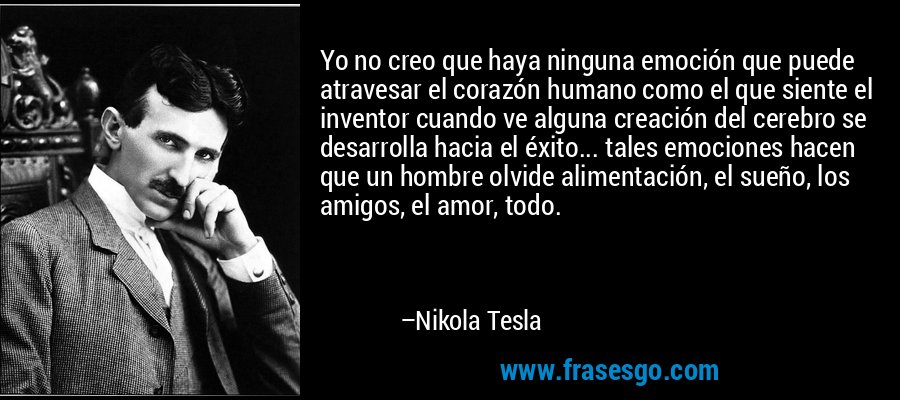 Yo no creo que haya ninguna emoción que puede
atravesar el corazón humano como el que siente el
inventor cuando ve alguna creación del cerebro se
desarrolla hacia el éxito... tales emociones hacen
que un hombre olvide alimentación, el sueño, los
amigos, el amor, todo.
–Nikola Tesla
www.frasesgo.com